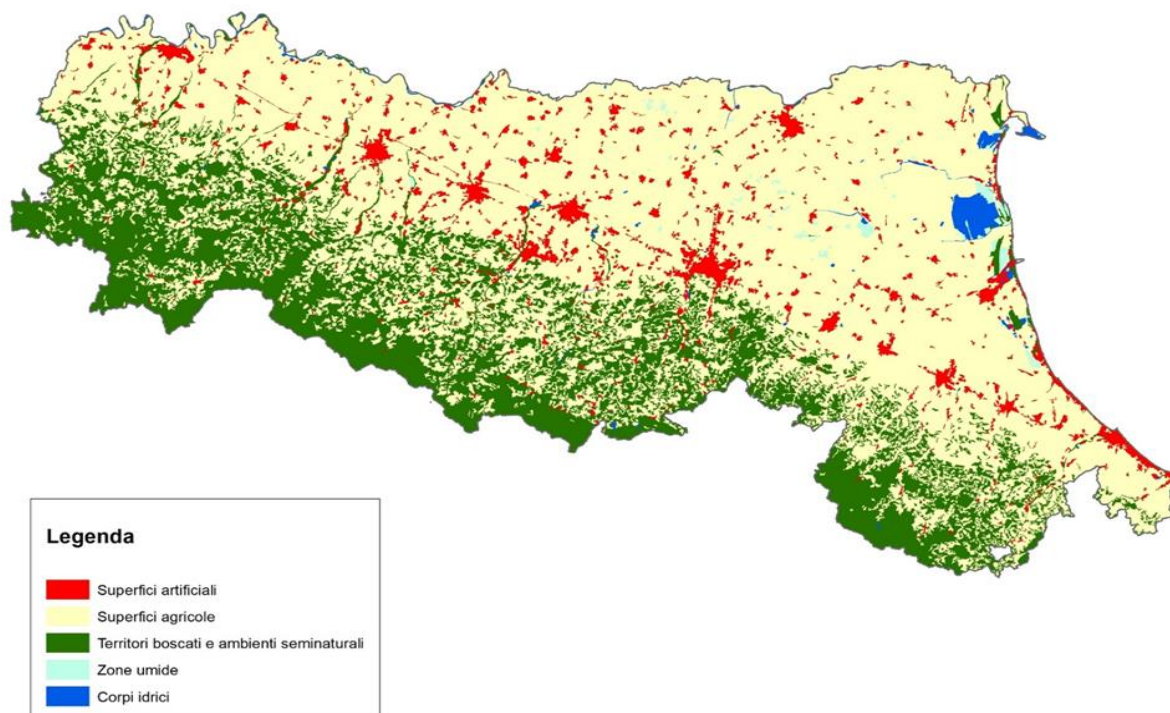 Legenda
Superfici artificiali
Superfici agricole
Territori boscati e ambienti seminaturali
Zone umide
Corpi idrici